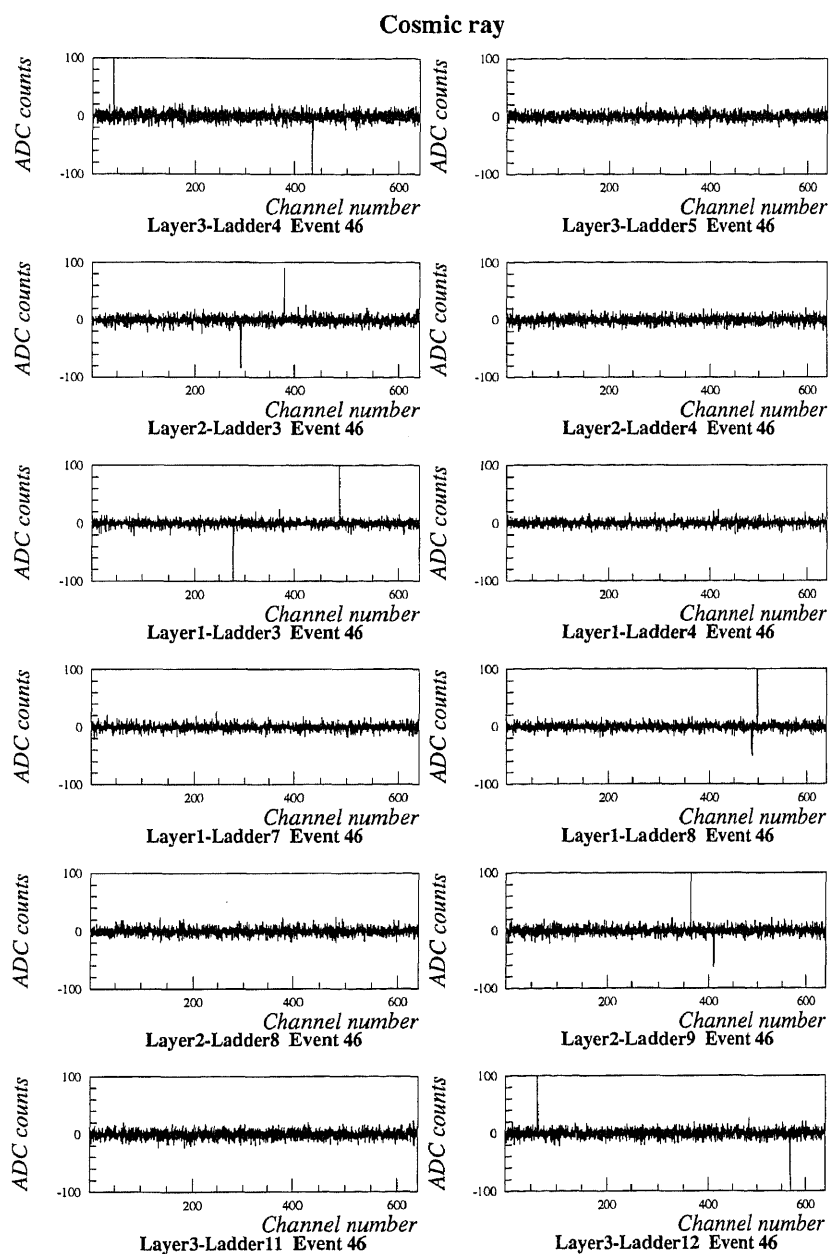 Cosmic ray
ADC counts
100
0
-100
200
400
600
Channel number
Layer3-Ladder4 Event 46
ADC counts
100
0
-100
200
400
600
Channel number
Layer3-Ladder5 Event 46
ADC counts
100
0
-100
200
400
600
Channel number
Layer2-Ladder3 Event 46
ADC counts
100
0
-100
200
400
600
Channel number
Layer2-Ladder4 Event 46
ADC counts
100
0
-100
200
400
600
Channel number
Layer1-Ladder3 Event 46
ADC counts
100
0
-100
200
400
600
Channel number
Layer1-Ladder4 Event 46
ADC counts
100
0
-100
200
400
600
Channel number
Layer1-Ladder7 Event 46
ADC counts
100
0
-100
200
400
600
Channel number
Layer1-Ladder8 Event 46
ADC counts
100
0
-100
200
400
600
Channel number
Layer2-Ladder8 Event 46
ADC counts
100
0
-100
200
400
600
Channel number
Layer2-Ladder9 Event 46
ADC counts
100
0
-100
200
400
600
Channel number
Layer3-Ladder11 Event 46
ADC counts
100
0
-100
200
400
600
Channel number
Layer3-Ladder12 Event 46